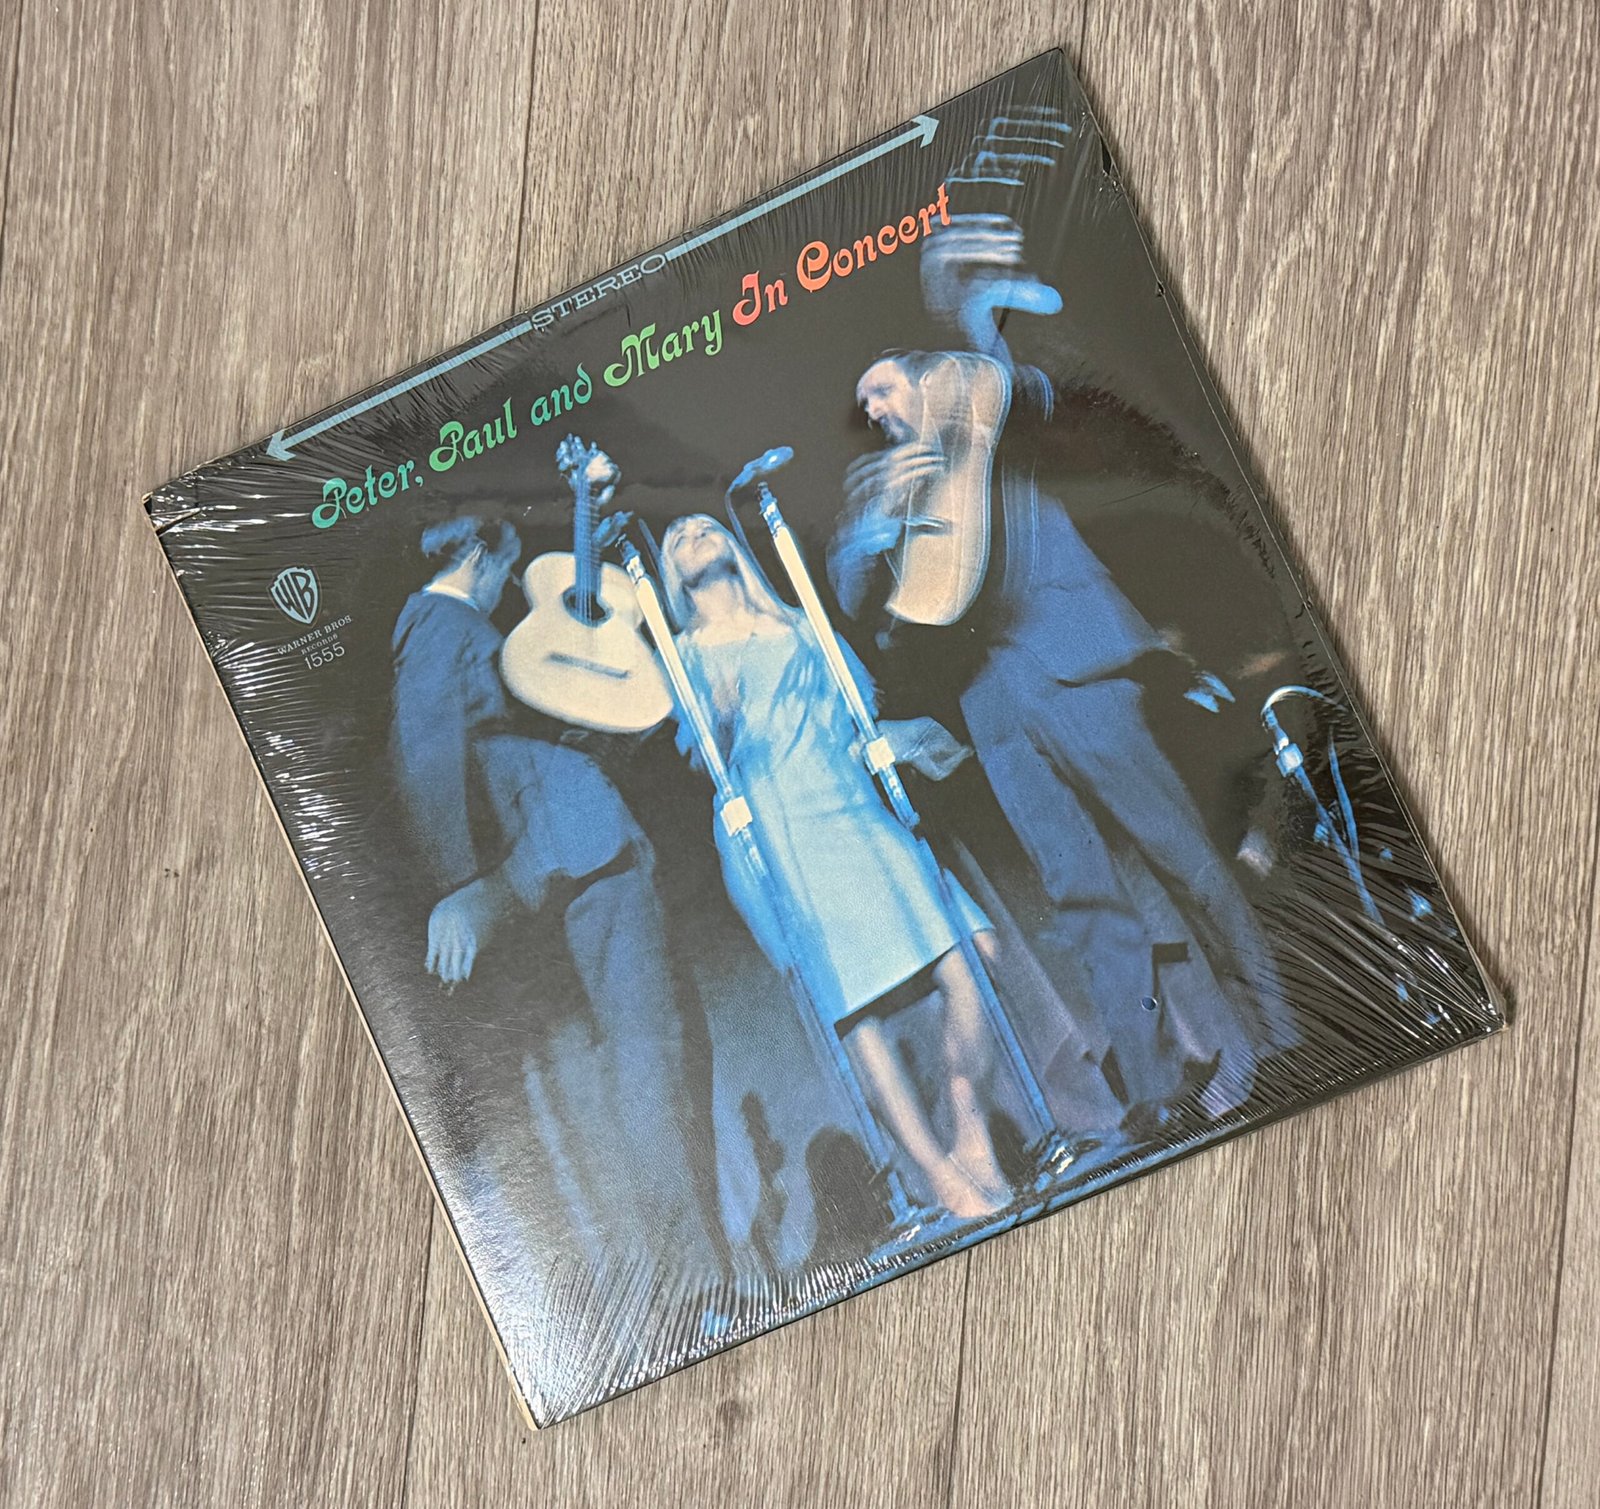 STEREO
Peter, Paul and Mary In Concert
WB
WARNER BROS.
RECORDS
1555